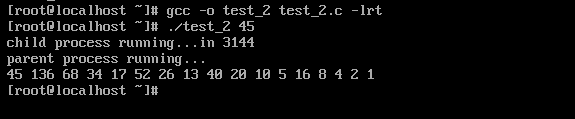 [root@localhost ~]# gcc -o test_2 test_2.c -lrt
[root@localhost ~]# ./test_2 45
child process running...in 3144
parent process running...
45 136 68 34 17 52 26 13 40 20 10 5 16 8 4 2 1
[root@localhost ~]#